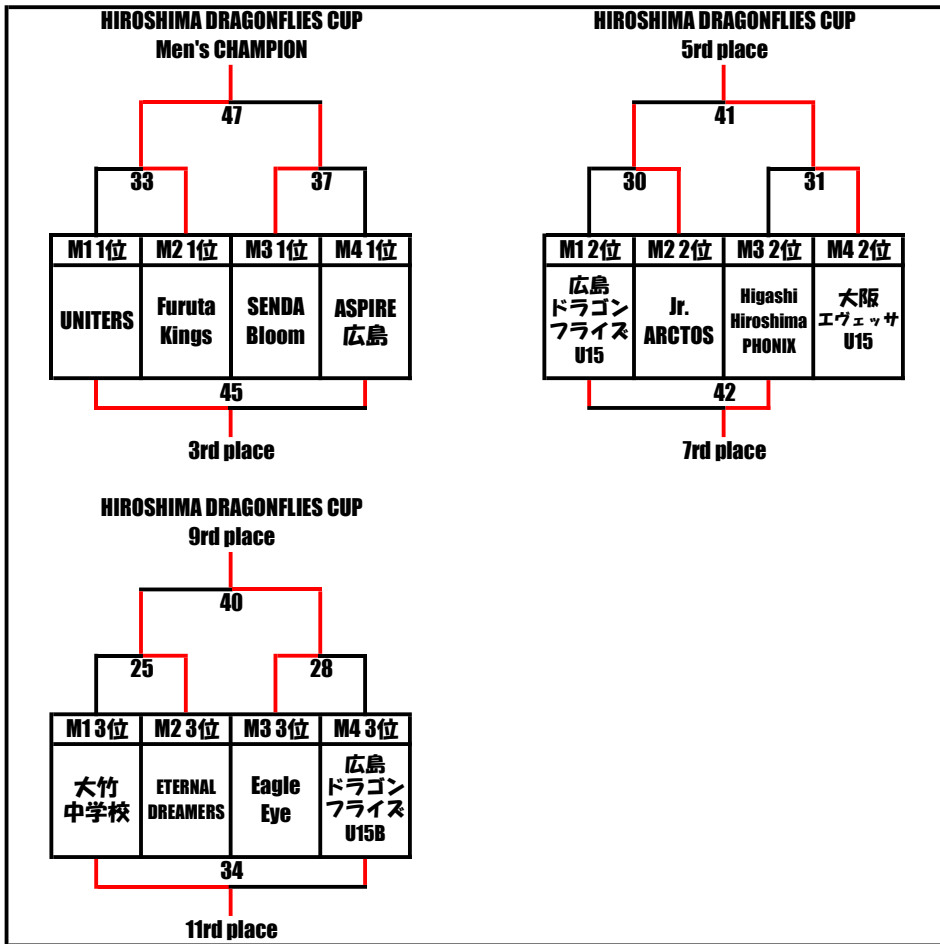 HIROSHIMA DRAGONFLIES CUP
Men's CHAMPION
47
33
37
M1 1位
M2 1位
M3 1位
M4 1位
UNITERS
Furuta
Kings
SENDA
Bloom
ASPIRE
広島
45
3rd place
HIROSHIMA DRAGONFLIES CUP
5rd place
41
30
31
M1 2位
M2 2位
M3 2位
M4 2位
広島
ドラゴン
フライズ
U15
Jr.
ARCTOS
Higashi
Hiroshima
PHONIX
大阪
エヴェッサ
U15
42
7rd place
HIROSHIMA DRAGONFLIES CUP
9rd place
40
25
28
M1 3位
M2 3位
M3 3位
M4 3位
大竹
中学校
ETERNAL
DREAMERS
Eagle
Eye
広島
ドラゴン
フライズ
U15B
34
11rd place